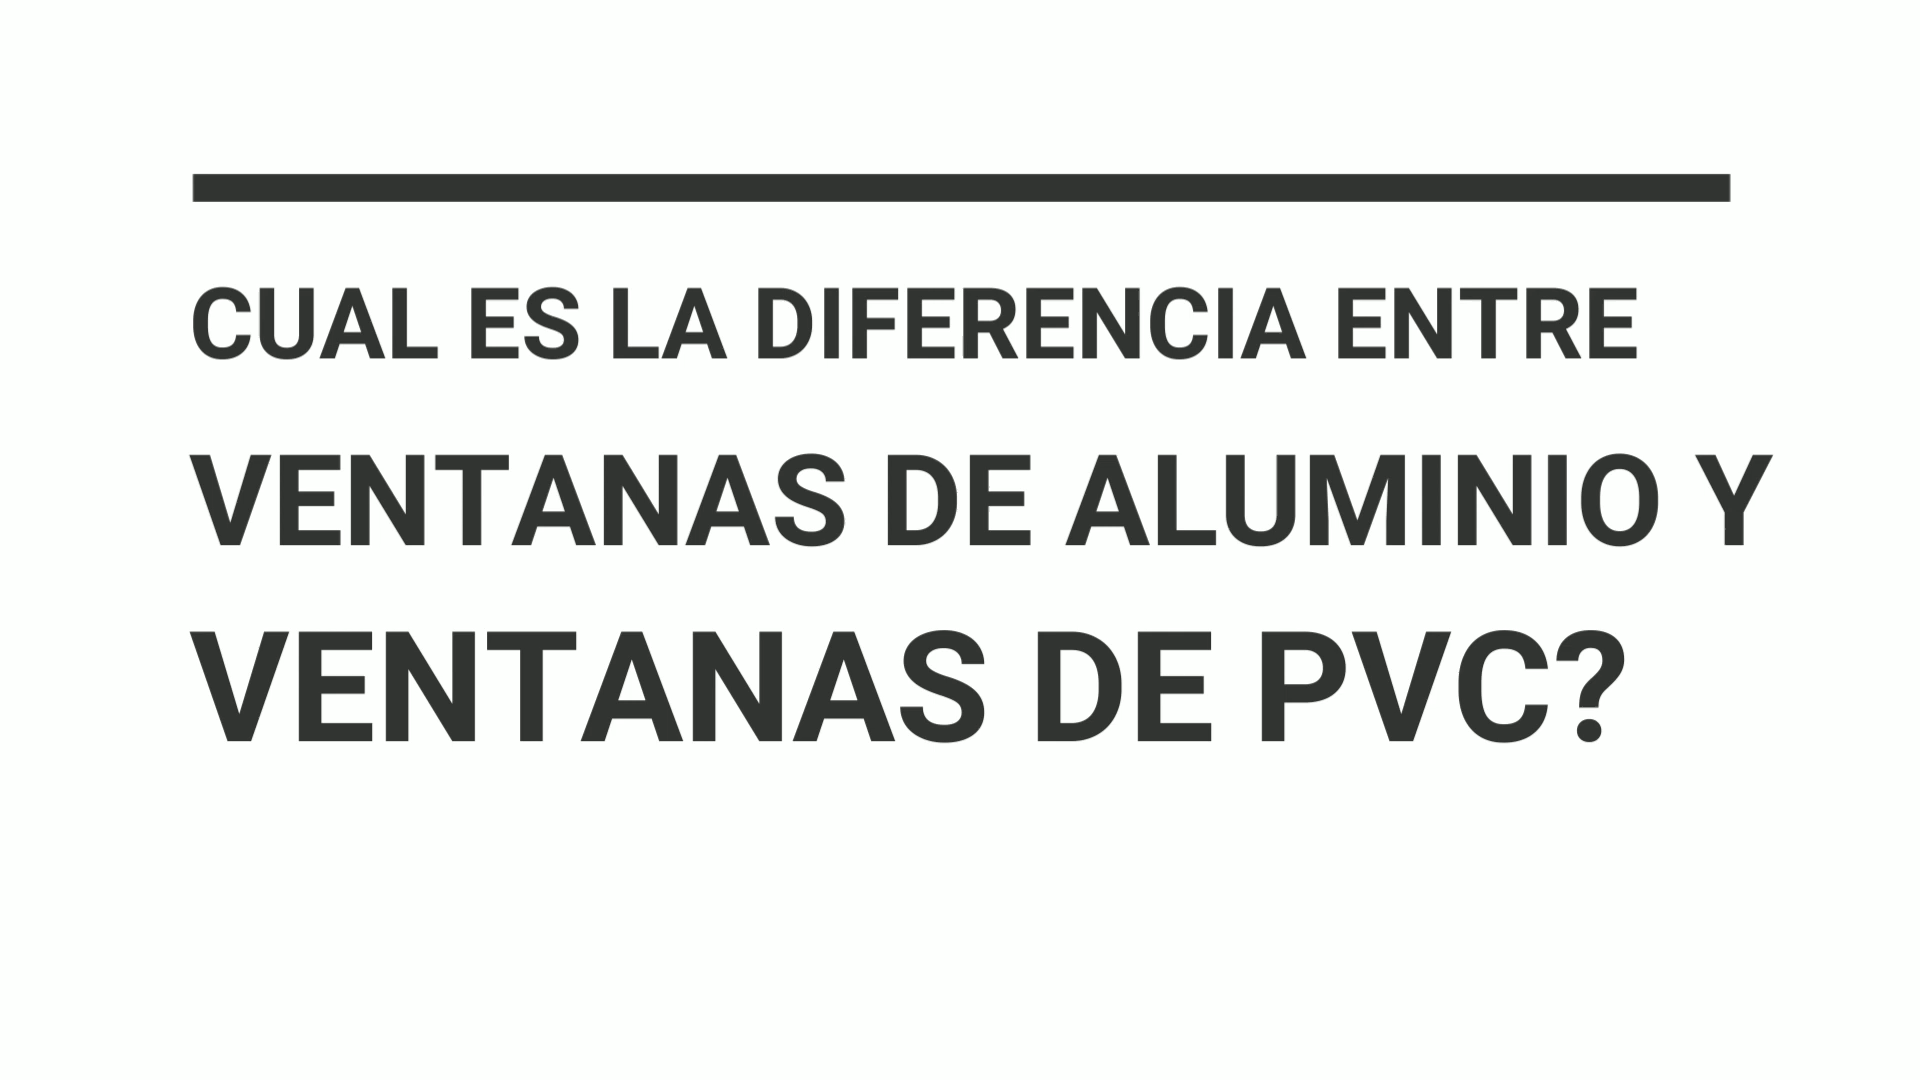 CUAL ES LA DIFERENCIA ENTRE
VENTANAS DE ALUMINIO Y
VENTANAS DE PVC?